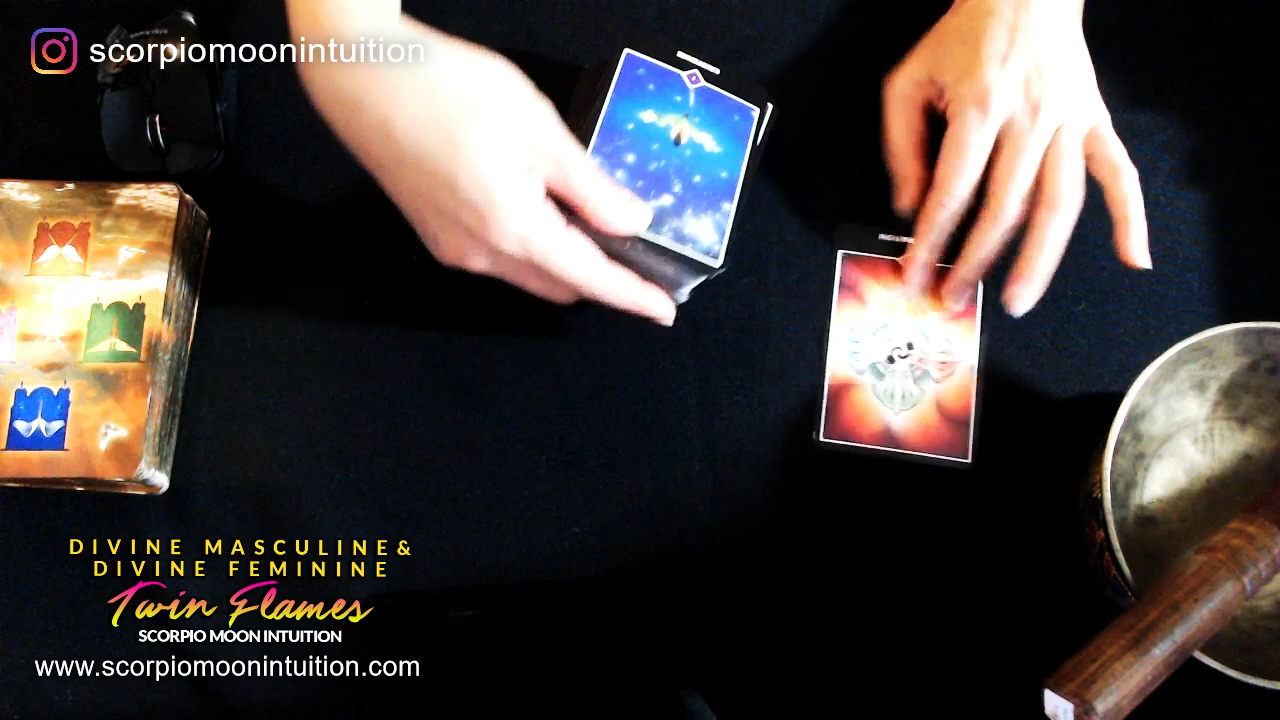 scorpiomoonintuition
DIVINE MASCULINE&
DIVINE FEMININE
Twin Flames
SCORPIO MOON INTUITION
www.scorpiomoonintuition.com